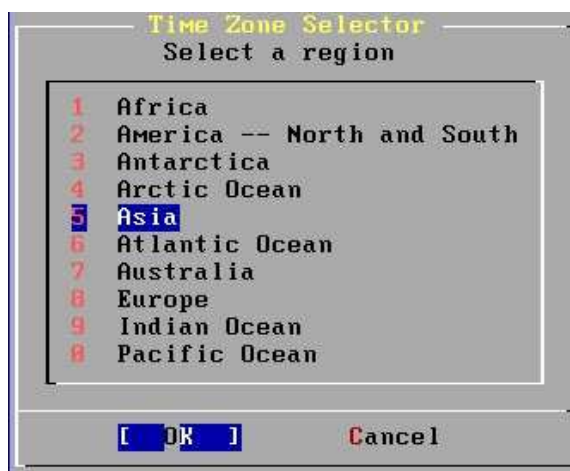 Time Zone Selector
Select a region
1 Africa
2 America -- North and South
3 Antarctica
4 Arctic Ocean
5 Asia
6 Atlantic Ocean
7 Australia
8 Europe
9 Indian Ocean
0 Pacific Ocean
[ OK ] Cancel